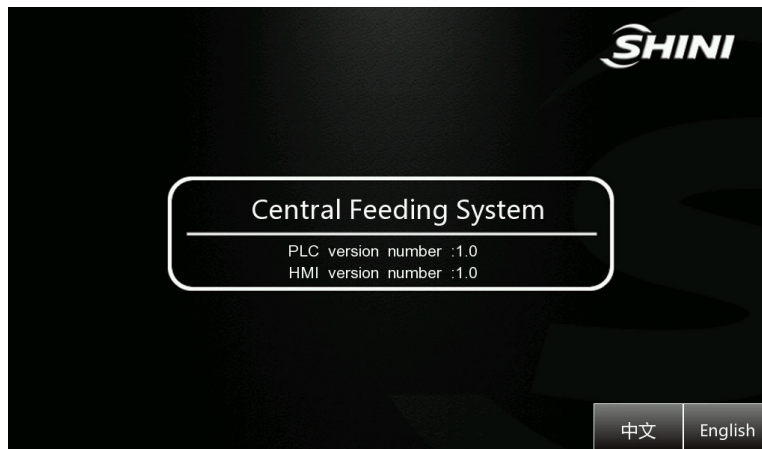 SHINI
Central Feeding System
PLC version number :1.0
HMI version number :1.0
中文 English